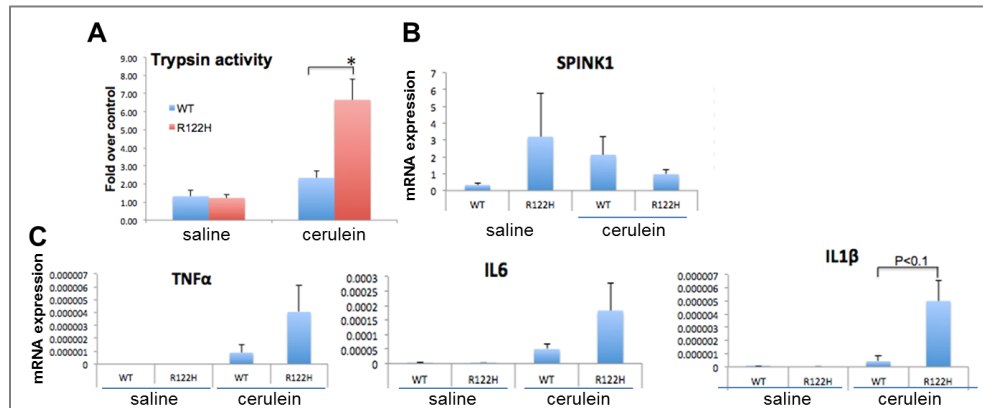 A
Trypsin activity
Fold over control
9.00
8.00
7.00
6.00
5.00
4.00
3.00
2.00
1.00
0.00
WT
R122H
*
saline
cerulein
B
SPINK1
mRNA expression
7
6
5
4
3
2
1
0
WT
R122H
WT
R122H
saline
cerulein
C
TNFα
mRNA expression
0.000007
0.000006
0.000005
0.000004
0.000003
0.000002
0.000001
0
WT
R122H
WT
R122H
saline
cerulein
IL6
0.0003
0.00025
0.0002
0.00015
0.0001
0.00005
0
WT
R122H
WT
R122H
saline
cerulein
IL1β
P<0.1
0.000007
0.000006
0.000005
0.000004
0.000003
0.000002
0.000001
0
WT
R122H
WT
R122H
saline
cerulein